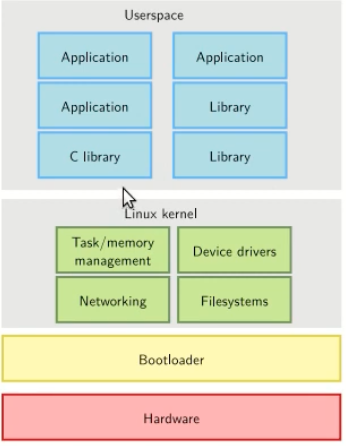 Userspace
Application
Application
Application
Library
C library
Library
Linux kernel
Task/memory
management
Device drivers
Networking
Filesystems
Bootloader
Hardware